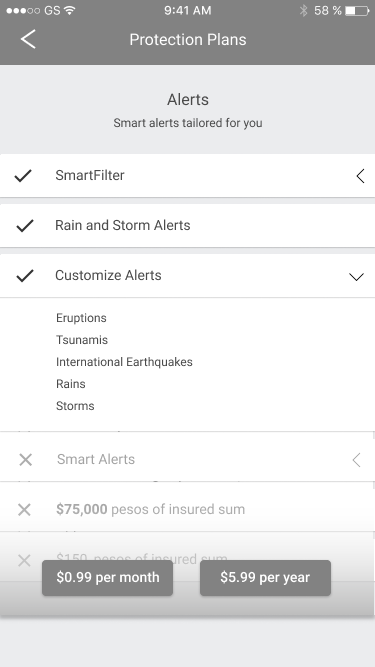 GS 9:41 AM 58 %
Protection Plans
Alerts
Smart alerts tailored for you
SmartFilter
Rain and Storm Alerts
Customize Alerts
Eruptions
Tsunamis
International Earthquakes
Rains
Storms
Smart Alerts
$75,000 pesos of insured sum
$150, pesos of insured sum
$0.99 per month $5.99 per year